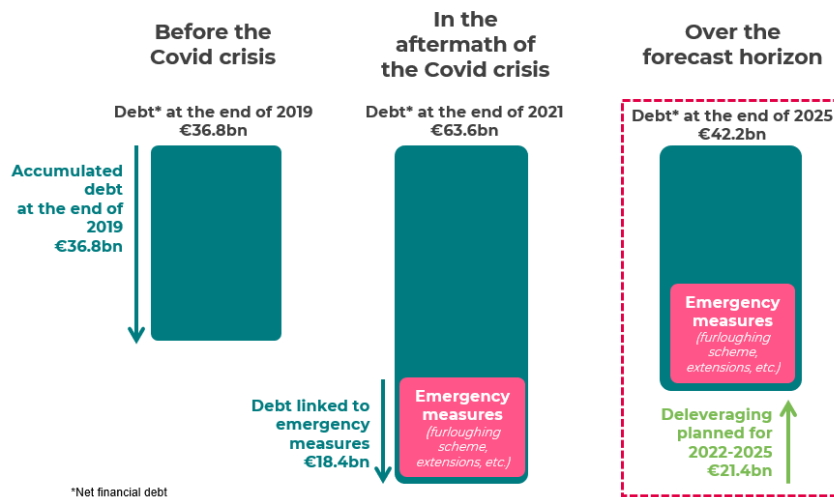 Before the
Covid crisis
Debt* at the end of 2019
€36.8bn
Accumulated
debt
at the end of
2019
€36.8bn
In the
aftermath of
the Covid crisis
Debt* at the end of 2021
€63.6bn
Debt linked to
emergency
measures
€18.4bn
Emergency
measures
(furloughing
scheme,
extensions, etc.)
Over the
forecast horizon
Debt* at the end of 2025
€42.2bn
Emergency
measures
(furloughing
scheme,
extensions, etc.)
Deleveraging
planned for
2022-2025
€21.4bn
*Net financial debt